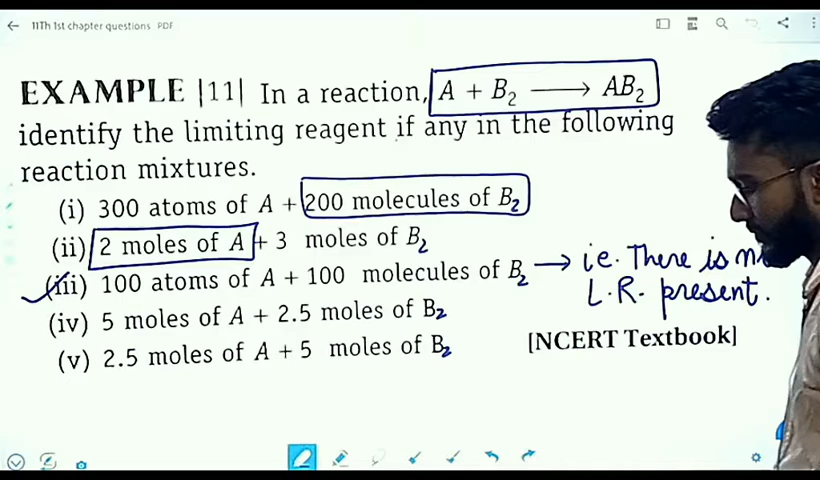 11Th 1st chapter questions PDF
EXAMPLE |11| In a reaction, A + B₂ ⟶ AB₂
identify the limiting reagent if any in the following
reaction mixtures.
(i) 300 atoms of A + 200 molecules of B₂
(ii) 2 moles of A + 3 moles of B₂
(iii) 100 atoms of A + 100 molecules of B₂ → ie. There is
L.R. present.
(iv) 5 moles of A + 2.5 moles of B₂
(v) 2.5 moles of A + 5 moles of B₂
[NCERT Textbook]